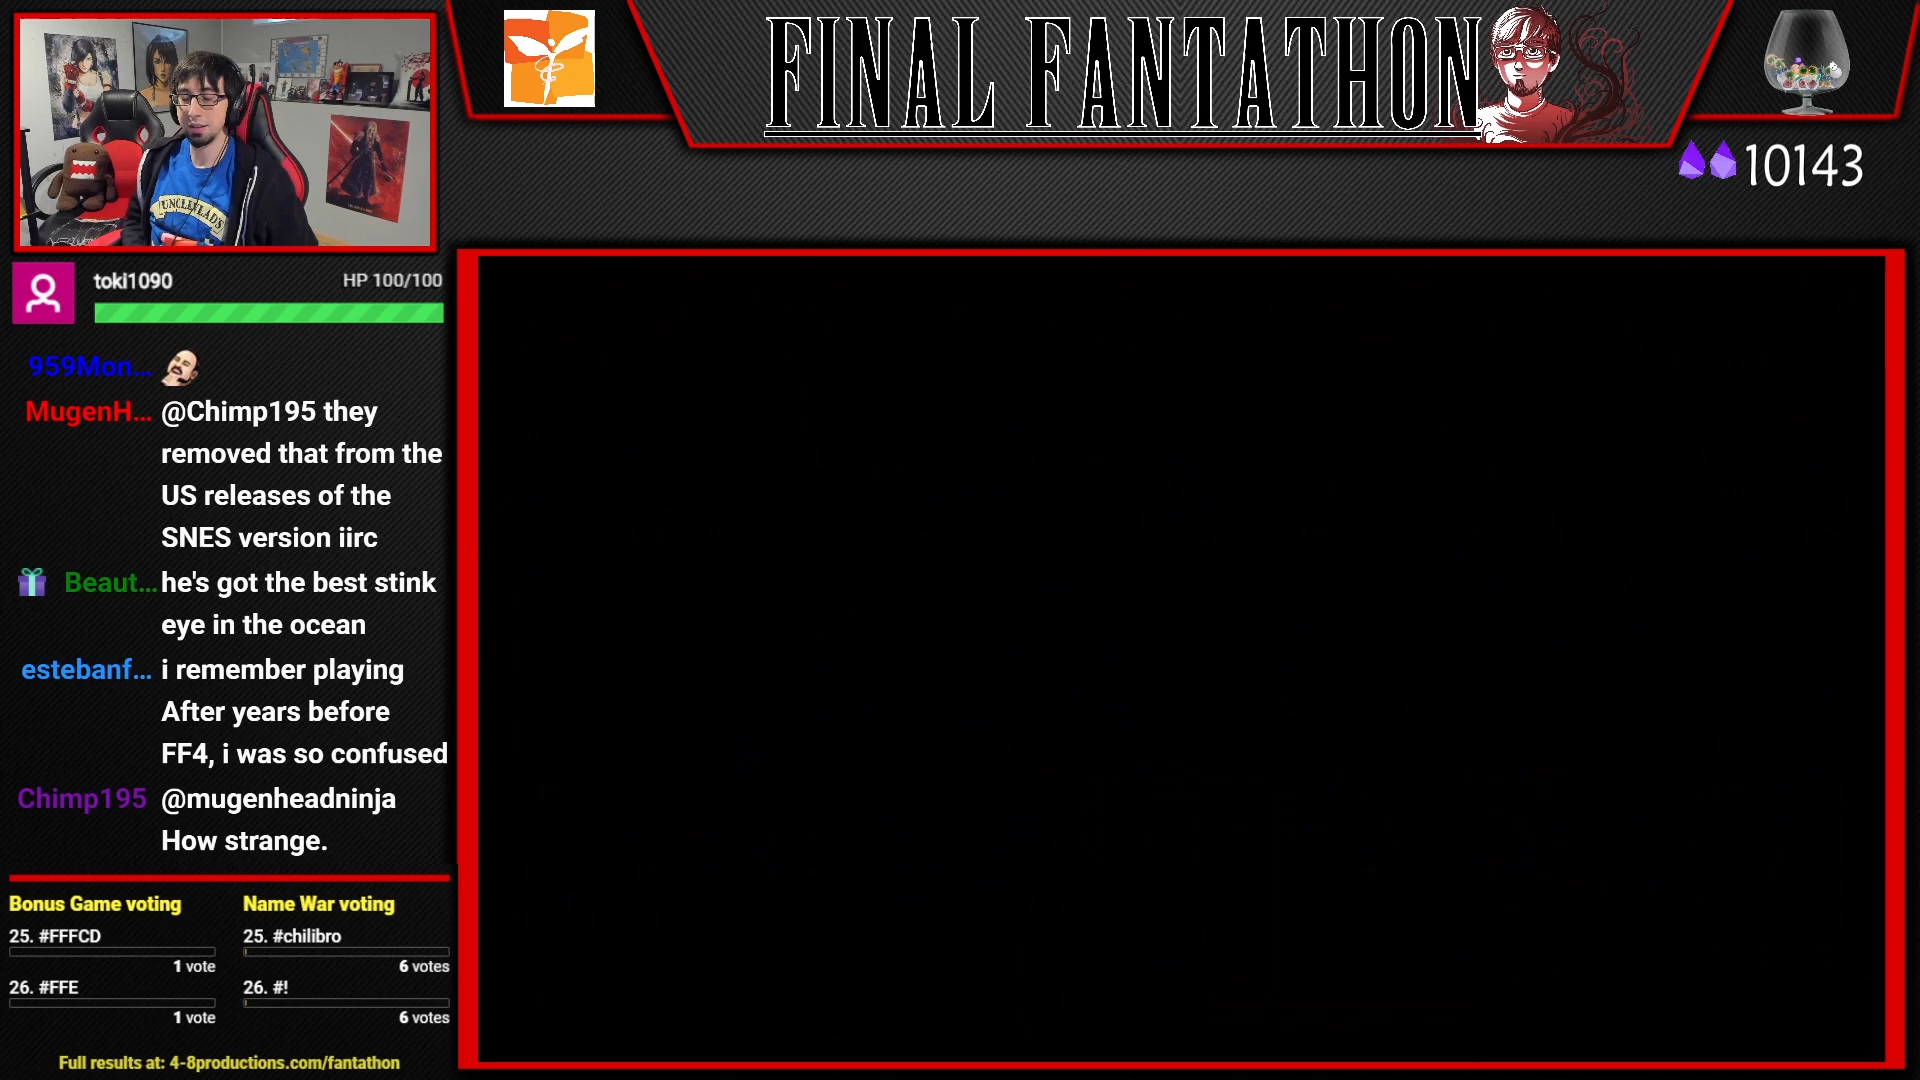 FINAL FANTATHON
10143
UNCLE VLAD'S
toki1090
HP 100/100
959Mon...
MugenH... @Chimp195 they
removed that from the
US releases of the
SNES version iirc
Beaut... he's got the best stink
eye in the ocean
estebanf... i remember playing
After years before
FF4, i was so confused
Chimp195 @mugenheadninja
How strange.
Bonus Game voting
25. #FFFCD
1 vote
26. #FFE
1 vote
Name War voting
25. #chilibro
6 votes
26. #!
6 votes
Full results at: 4-8productions.com/fantathon